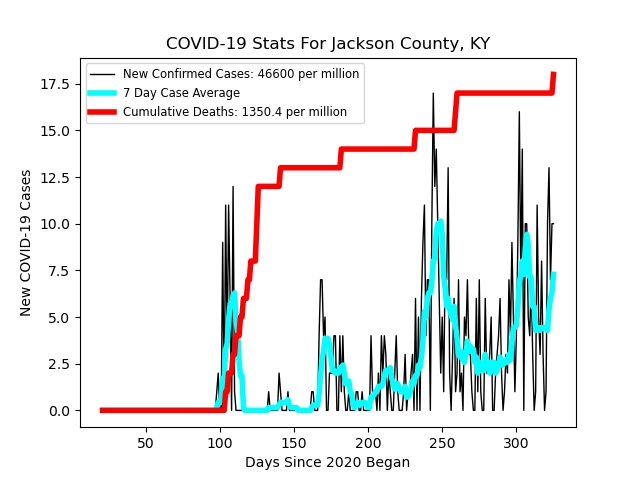 COVID-19 Stats For Jackson County, KY
New Confirmed Cases: 46600 per million
7 Day Case Average
Cumulative Deaths: 1350.4 per million
New COVID-19 Cases
17.5
15.0
12.5
10.0
7.5
5.0
2.5
0.0
50 100 150 200 250 300
Days Since 2020 Began